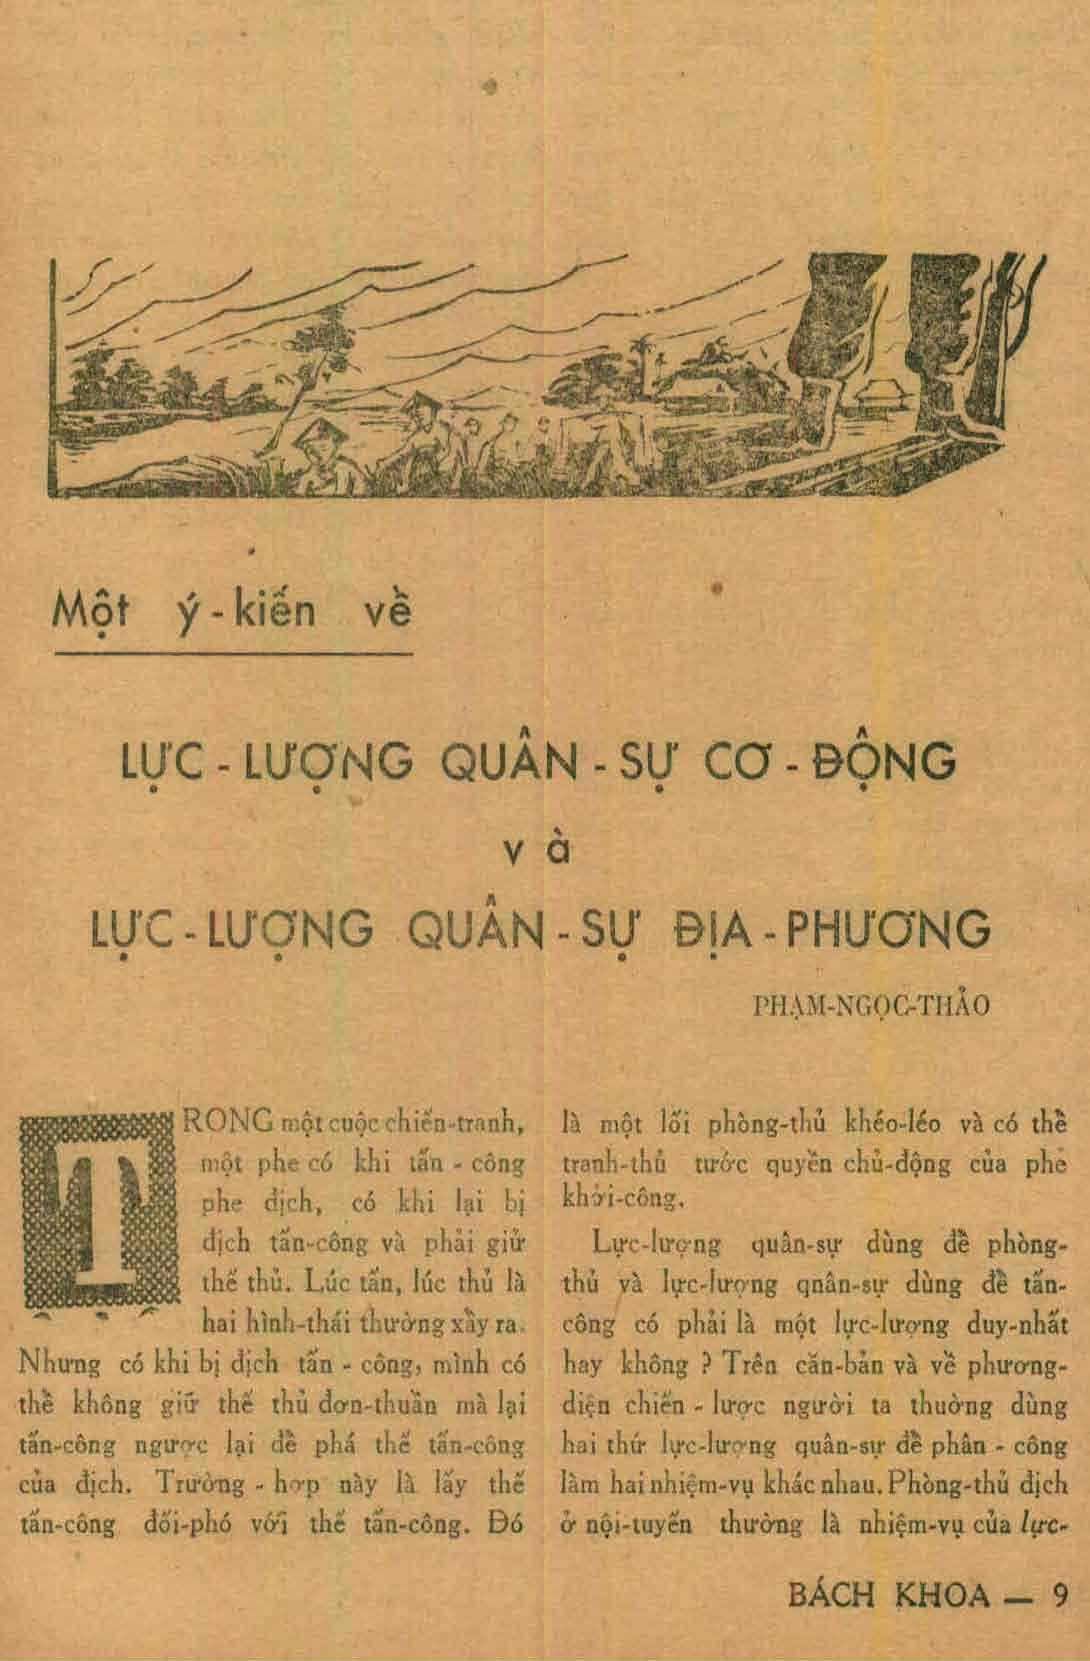 Một ý-kiến về
LỰC-LƯỢNG QUÂN-SỰ CƠ-ĐỘNG
và
LỰC-LƯỢNG QUÂN-SỰ ĐỊA-PHƯƠNG
PHẠM-NGỌC-THẢO
TRONG một cuộc chiến-tranh,
một phe có khi tấn-công
phe địch, có khi lại bị
địch tấn-công và phải giữ
thế thủ. Lúc tấn, lúc thủ là
hai hình-thái thường xẩy ra.
Nhưng có khi bị địch tấn-công, mình có
thể không giữ thế thủ đơn-thuần mà lại
tấn-công ngược lại để phá thế tấn-công
của địch. Trường-hợp này là lấy thế
tấn-công đối-phó với thế tấn-công. Đó
là một lối phòng-thủ khéo-léo và có thể
tranh-thủ tước quyền chủ-động của phe
khởi-công.
Lực-lượng quân-sự dùng để phòng-
thủ và lực-lượng qnân-sự dùng để tấn-
công có phải là một lực-lượng duy-nhất
hay không ? Trên căn-bản và về phương-
diện chiến-lược người ta thuờng dùng
hai thứ lực-lượng quân-sự để phân-công
làm hai nhiệm-vụ khác nhau. Phòng-thủ địch
ở nội-tuyến thường là nhiệm-vụ của lực-
BÁCH KHOA — 9